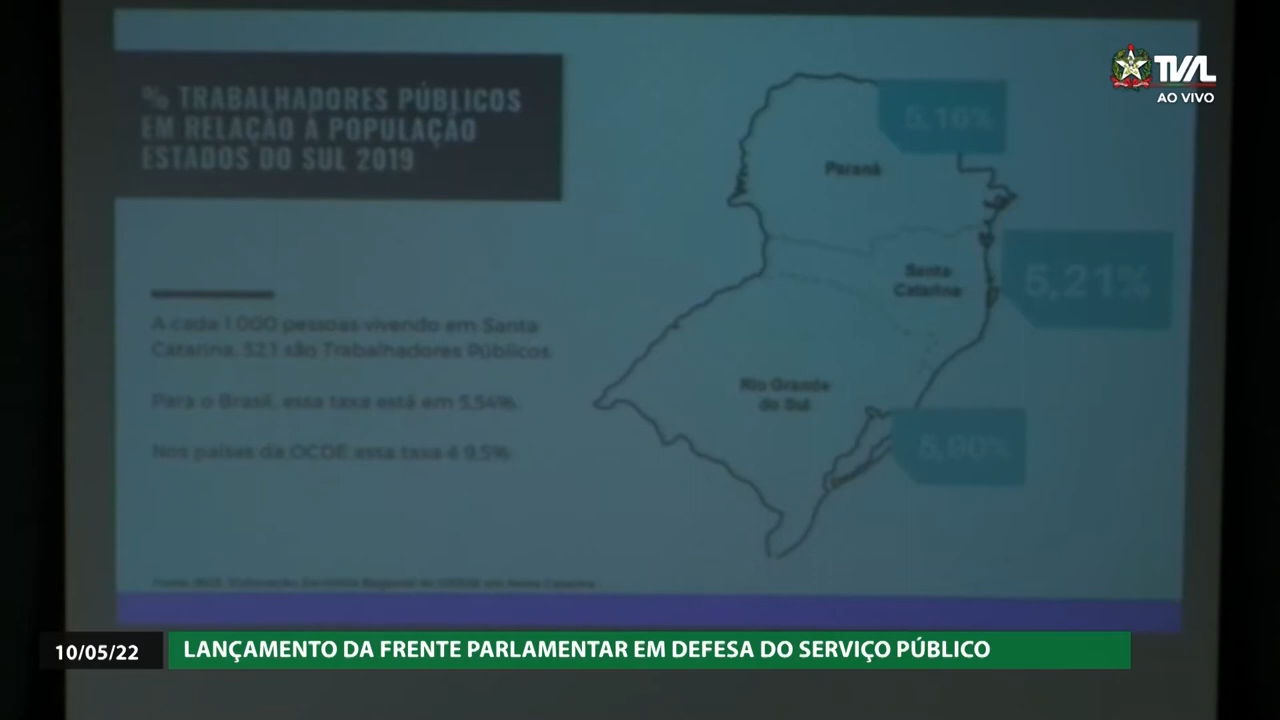 % TRABALHADORES PÚBLICOS
EM RELAÇÃO À POPULAÇÃO
ESTADOS DO SUL 2019
A cada 1 000 pessoas vivendo em Santa
Catarina, 52,1 são Trabalhadores Públicos
Para o Brasil, essa taxa está em 5,54%.
Nos países da OCDE essa taxa é 9,5%
5,16%
Paraná
Santa
Catarina
5,21%
Rio Grande
do Sul
5,90%
TVAL
AO VIVO
10/05/22
LANÇAMENTO DA FRENTE PARLAMENTAR EM DEFESA DO SERVIÇO PÚBLICO